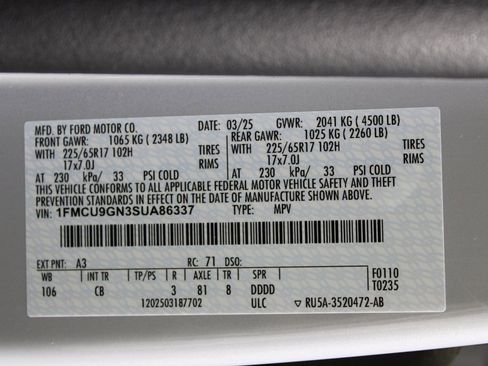 MFD. BY FORD MOTOR CO. DATE: 03/25 GVWR: 2041 KG ( 4500 LB)
FRONT GAWR: 1065 KG ( 2348 LB) REAR GAWR: 1025 KG ( 2260 LB)
WITH 225/65R17 102H TIRES WITH 225/65R17 102H TIRES
17x7.0J RIMS 17x7.0J RIMS
AT 230 kPa/ 33 PSI COLD AT 230 kPa/ 33 PSI COLD
THIS VEHICLE CONFORMS TO ALL APPLICABLE FEDERAL MOTOR VEHICLE SAFETY, BUMPER, AND THEFT
PREVENTION STANDARDS IN EFFECT ON THE DATE OF MANUFACTURE SHOWN ABOVE.
VIN: 1FMCU9GN3SUA86337 TYPE: MPV
EXT PNT: A3 RC: 71 DSO:
WB INT TR TP/PS R AXLE TR SPR
106 CB 3 81 8 DDDD
F0110
T0235
1202503187702 ULC ▽ RU5A-3520472-AB